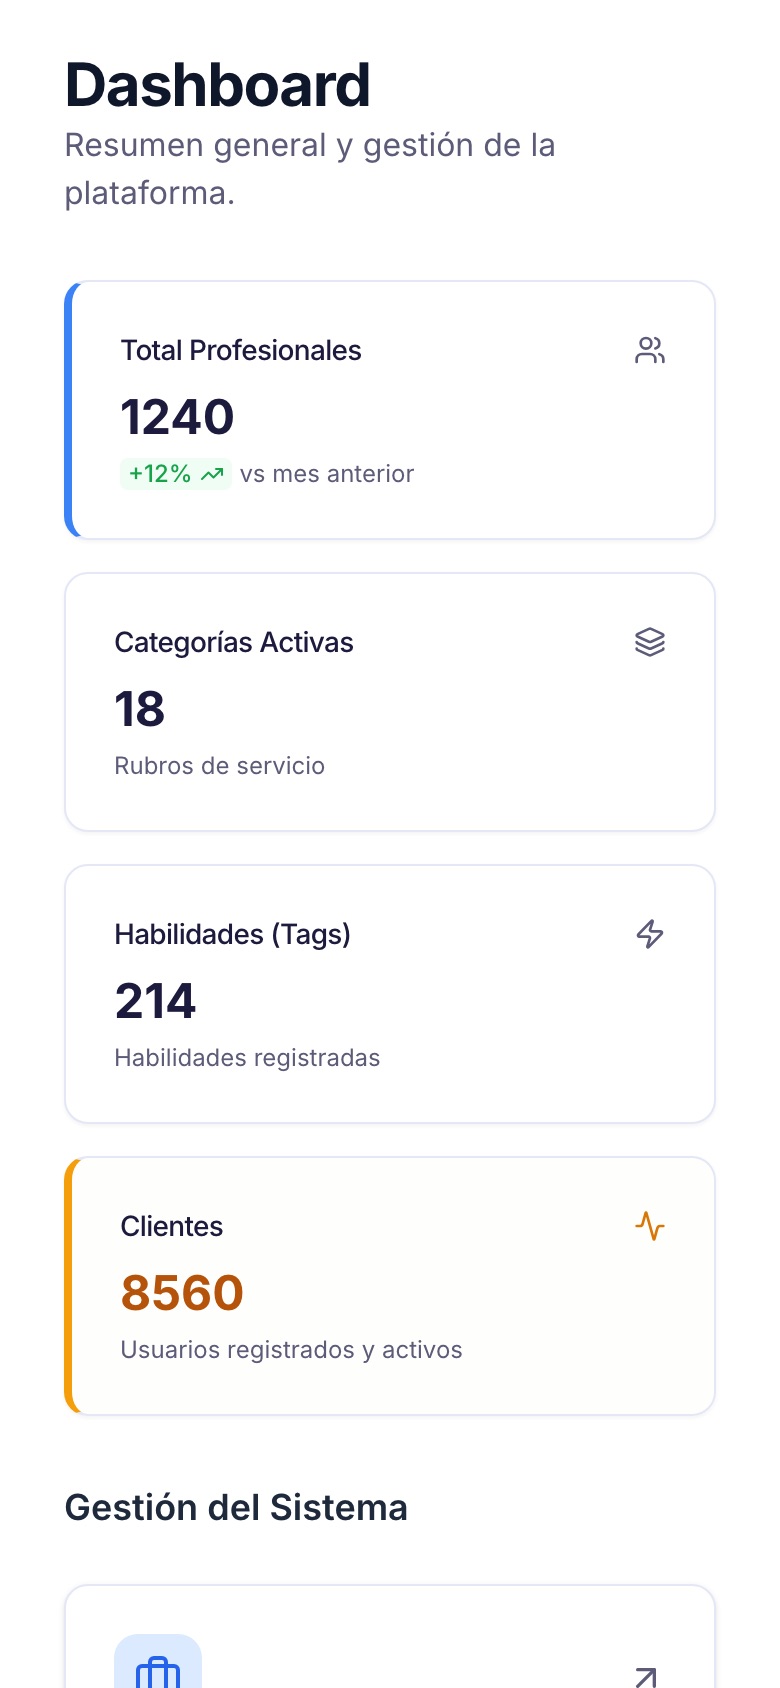 Dashboard
Resumen general y gestión de la
plataforma.
Total Profesionales
1240
+12% vs mes anterior
Categorías Activas
18
Rubros de servicio
Habilidades (Tags)
214
Habilidades registradas
Clientes
8560
Usuarios registrados y activos
Gestión del Sistema